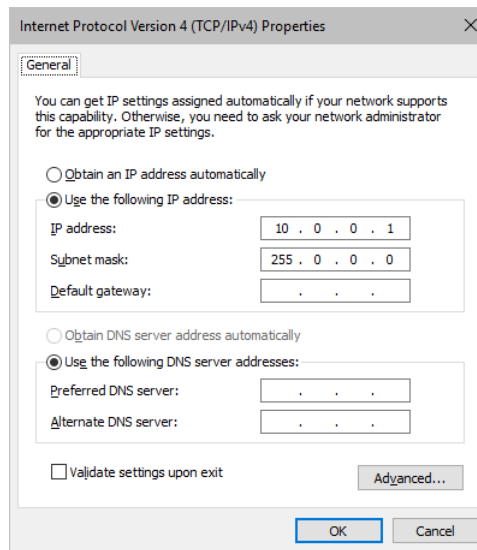 Internet Protocol Version 4 (TCP/IPv4) Properties
General
You can get IP settings assigned automatically if your network supports
this capability. Otherwise, you need to ask your network administrator
for the appropriate IP settings.
Obtain an IP address automatically
Use the following IP address:
IP address: 10 . 0 . 0 . 1
Subnet mask: 255 . 0 . 0 . 0
Default gateway: . . .
Obtain DNS server address automatically
Use the following DNS server addresses:
Preferred DNS server: . . .
Alternate DNS server: . . .
Validate settings upon exit
Advanced...
OK Cancel